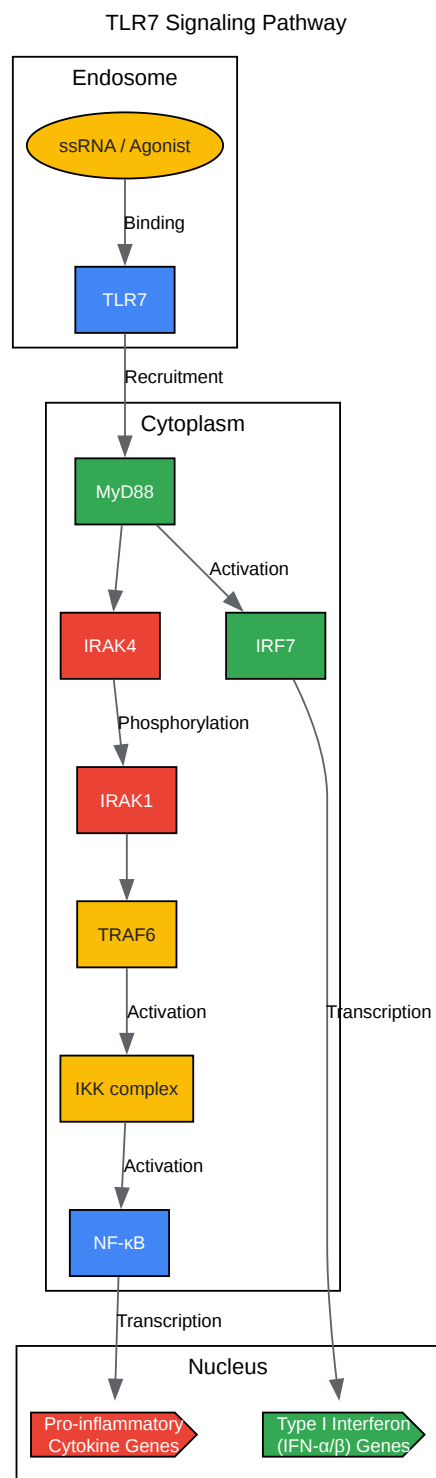 TLR7 Signaling Pathway
Endosome
ssRNA / Agonist
Binding
TLR7
Recruitment
Cytoplasm
MyD88
Activation
IRAK4
IRF7
Phosphorylation
IRAK1
TRAF6
Activation
Transcription
IKK complex
Activation
NF-κB
Transcription
Nucleus
Pro-inflammatory
Cytokine Genes
Type I Interferon
(IFN-α/β) Genes